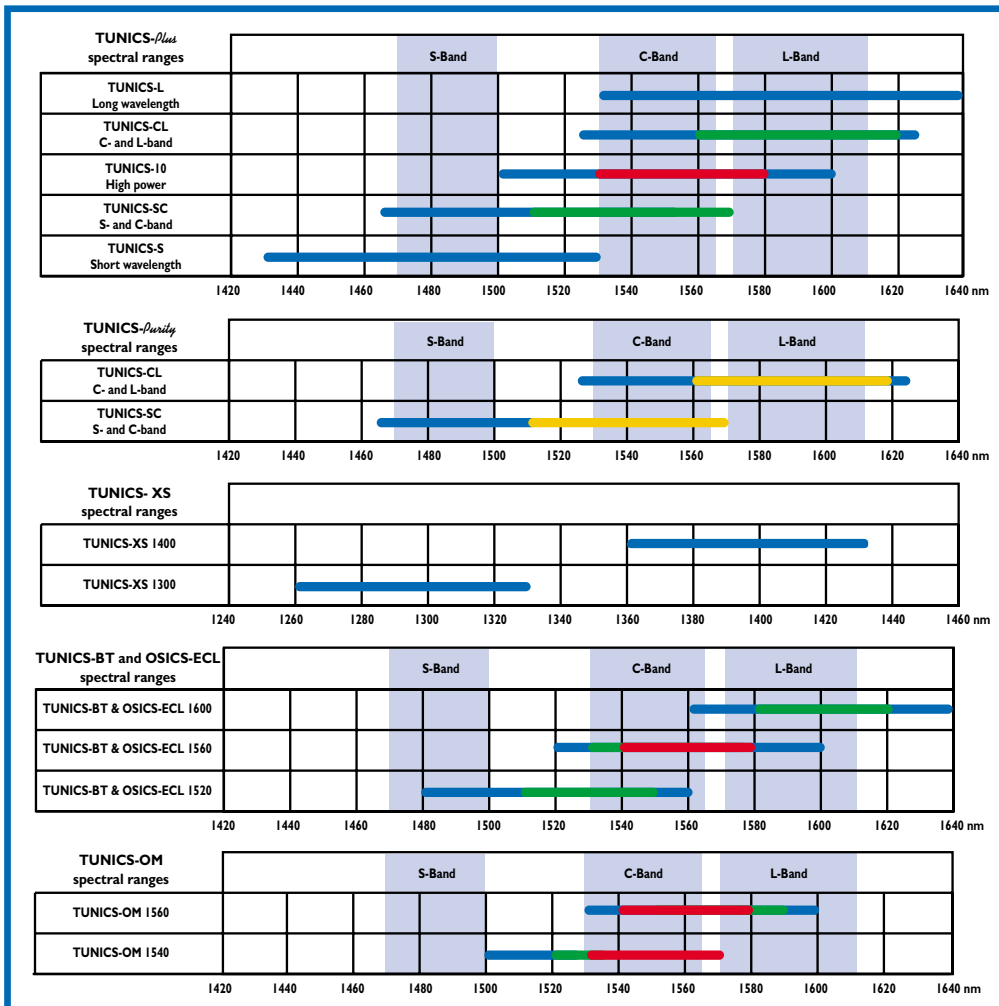 TUNICS-Plus
spectral ranges
S-Band C-Band L-Band
TUNICS-L
Long wavelength
TUNICS-CL
C- and L-band
TUNICS-10
High power
TUNICS-SC
S- and C-band
TUNICS-S
Short wavelength
1420 1440 1460 1480 1500 1520 1540 1560 1580 1600 1620 1640 nm
TUNICS-Purity
spectral ranges
S-Band C-Band L-Band
TUNICS-CL
C- and L-band
TUNICS-SC
S- and C-band
1420 1440 1460 1480 1500 1520 1540 1560 1580 1600 1620 1640 nm
TUNICS- XS
spectral ranges
TUNICS-XS 1400
TUNICS-XS 1300
1240 1260 1280 1300 1320 1340 1360 1380 1400 1420 1440 1460 nm
TUNICS-BT and OSICS-ECL
spectral ranges
S-Band C-Band L-Band
TUNICS-BT & OSICS-ECL 1600
TUNICS-BT & OSICS-ECL 1560
TUNICS-BT & OSICS-ECL 1520
1420 1440 1460 1480 1500 1520 1540 1560 1580 1600 1620 1640 nm
TUNICS-OM
spectral ranges
S-Band C-Band L-Band
TUNICS-OM 1560
TUNICS-OM 1540
1420 1440 1460 1480 1500 1520 1540 1560 1580 1600 1620 1640 nm